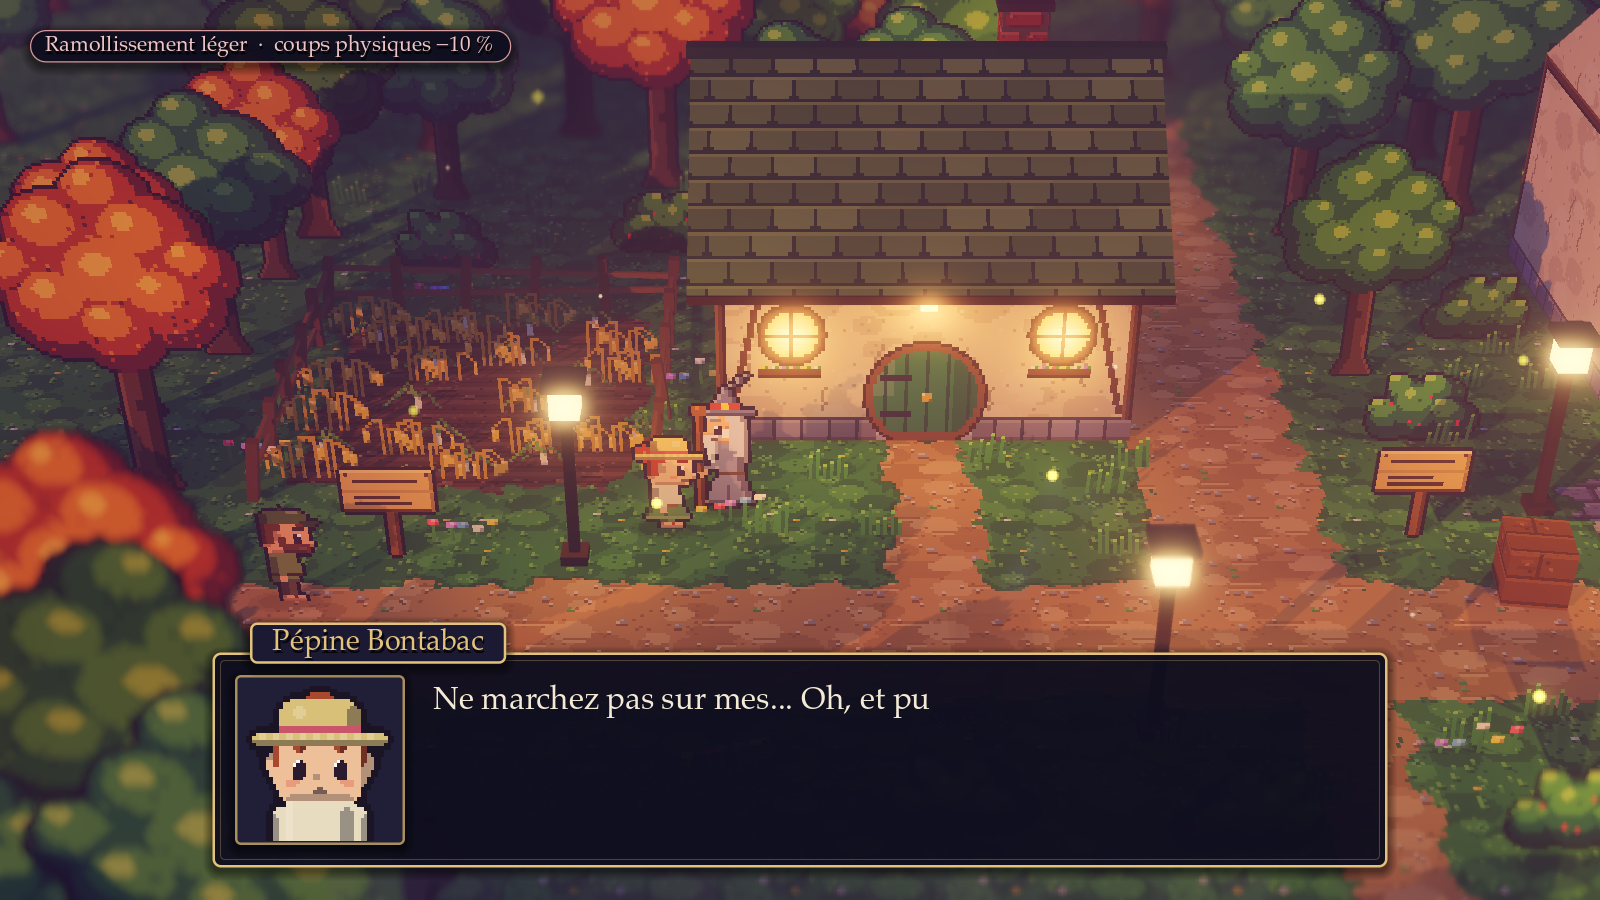 Ramollissement léger · coups physiques −10 %
Pépine Bontabac
Ne marchez pas sur mes... Oh, et pu